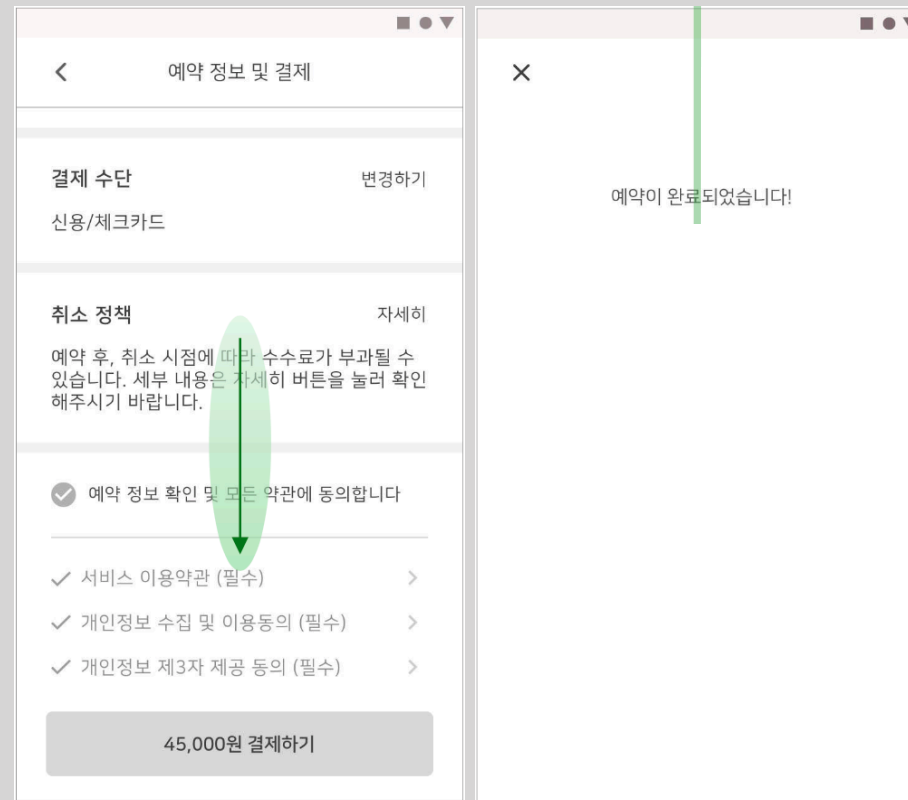 예약 정보 및 결제
결제 수단
변경하기
신용/체크카드
취소 정책
자세히
예약 후, 취소 시점에 따라 수수료가 부과될 수
있습니다. 세부 내용은 자세히 버튼을 눌러 확인
해주시기 바랍니다.
예약 정보 확인 및 모든 약관에 동의합니다
서비스 이용약관 (필수)
개인정보 수집 및 이용동의 (필수)
개인정보 제3자 제공 동의 (필수)
45,000원 결제하기
예약이 완료되었습니다!